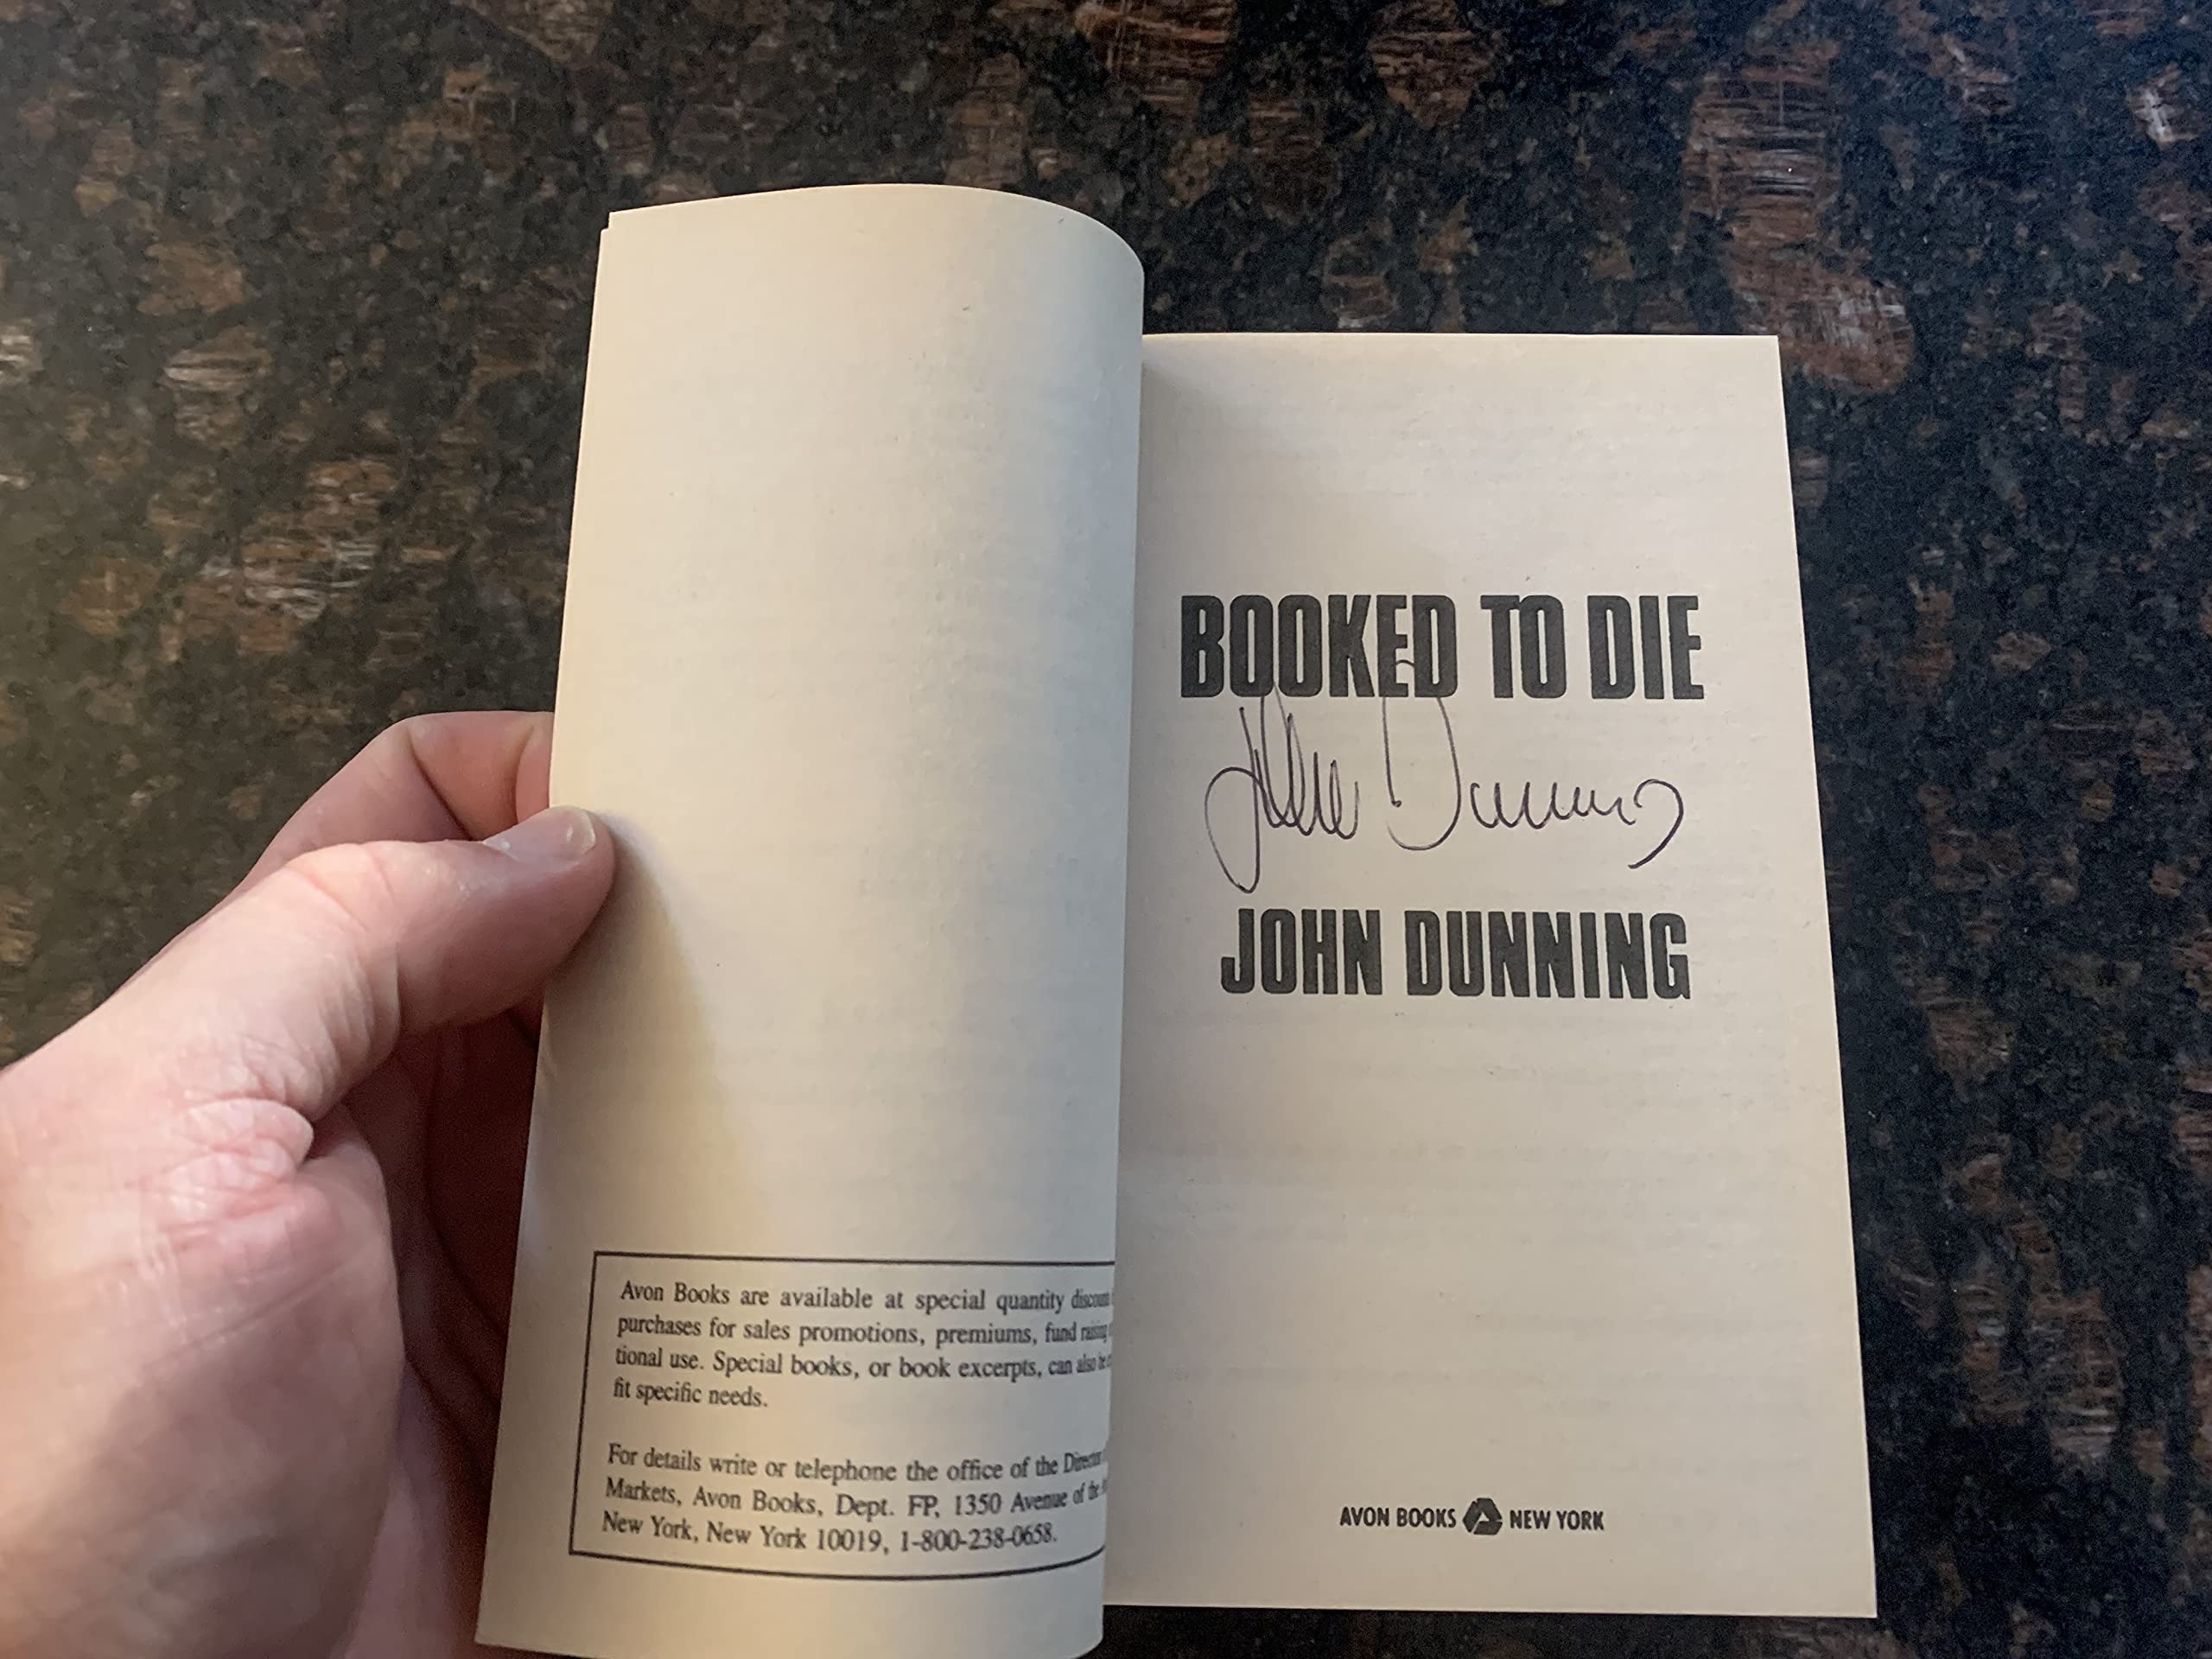 Avon Books are available at special quantity
purchases for sales promotions, premiums, fund raising
tional use. Special books, or book excerpts, can also be
fit specific needs.
For details write or telephone the office of the
Markets, Avon Books, Dept. FP, 1350 Avenue of the
New York, New York 10019, 1-800-238-0658.
BOOKED TO DIE
John Dunning
JOHN DUNNING
AVON BOOKS NEW YORK